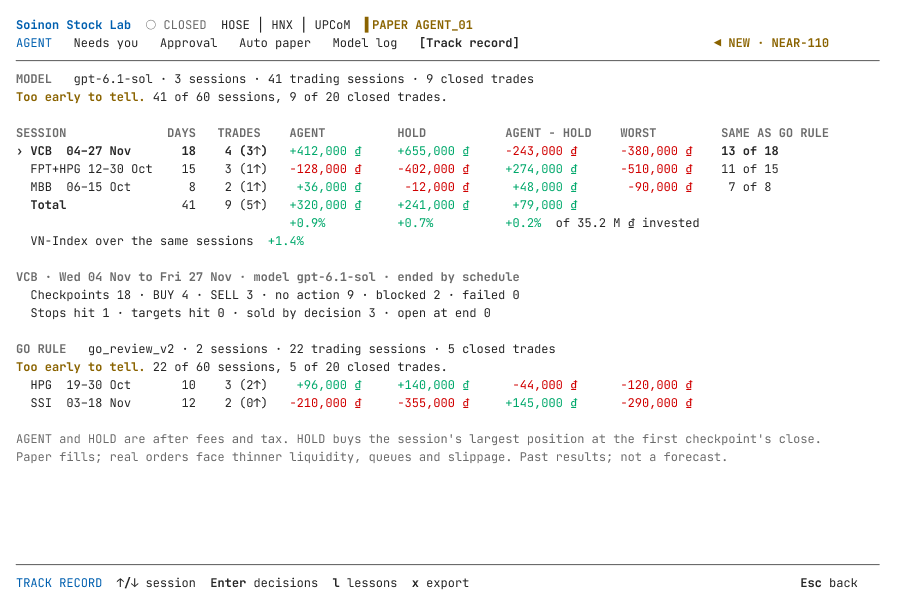 Soinon Stock Lab ○ CLOSED HOSE │ HNX │ UPCoM ▌PAPER AGENT_01
AGENT Needs you Approval Auto paper Model log [Track record] ◄ NEW · NEAR-110
MODEL gpt-6.1-sol · 3 sessions · 41 trading sessions · 9 closed trades
Too early to tell. 41 of 60 sessions, 9 of 20 closed trades.
SESSION DAYS TRADES AGENT HOLD AGENT - HOLD WORST SAME AS GO RULE
› VCB 04–27 Nov 18 4 (3↑) +412,000 ₫ +655,000 ₫ -243,000 ₫ -380,000 ₫ 13 of 18
FPT+HPG 12–30 Oct 15 3 (1↑) -128,000 ₫ -402,000 ₫ +274,000 ₫ -510,000 ₫ 11 of 15
MBB 06–15 Oct 8 2 (1↑) +36,000 ₫ -12,000 ₫ +48,000 ₫ -90,000 ₫ 7 of 8
Total 41 9 (5↑) +320,000 ₫ +241,000 ₫ +79,000 ₫
+0.9% +0.7% +0.2% of 35.2 M ₫ invested
VN-Index over the same sessions +1.4%
VCB · Wed 04 Nov to Fri 27 Nov · model gpt-6.1-sol · ended by schedule
Checkpoints 18 · BUY 4 · SELL 3 · no action 9 · blocked 2 · failed 0
Stops hit 1 · targets hit 0 · sold by decision 3 · open at end 0
GO RULE go_review_v2 · 2 sessions · 22 trading sessions · 5 closed trades
Too early to tell. 22 of 60 sessions, 5 of 20 closed trades.
HPG 19–30 Oct 10 3 (2↑) +96,000 ₫ +140,000 ₫ -44,000 ₫ -120,000 ₫
SSI 03–18 Nov 12 2 (0↑) -210,000 ₫ -355,000 ₫ +145,000 ₫ -290,000 ₫
AGENT and HOLD are after fees and tax. HOLD buys the session's largest position at the first checkpoint's close.
Paper fills; real orders face thinner liquidity, queues and slippage. Past results; not a forecast.
TRACK RECORD ↑/↓ session Enter decisions l lessons x export Esc back